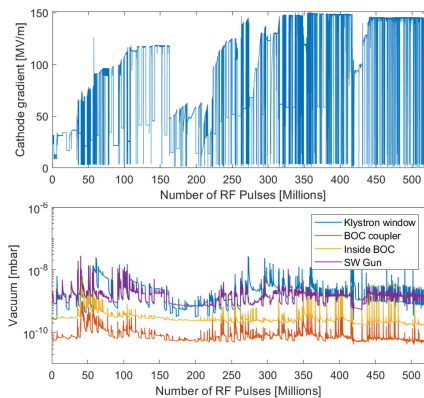 150
100
50
0
Cathode gradient [MV/m]
0 50 100 150 200 250 300 350 400 450 500
Number of RF Pulses [Millions]
10-6
10-8
10-10
Vacuum [mbar]
Klystron window
BOC coupler
Inside BOC
SW Gun
0 50 100 150 200 250 300 350 400 450 500
Number of RF Pulses [Millions]